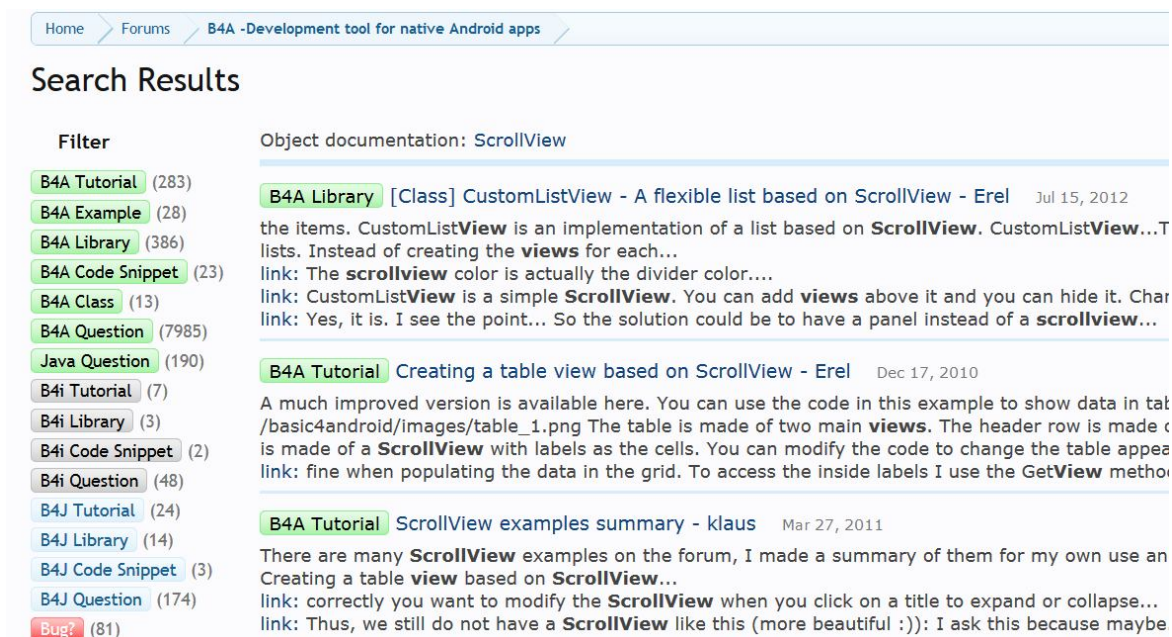 Home Forums B4A -Development tool for native Android apps
Search Results
Filter
B4A Tutorial (283)
B4A Example (28)
B4A Library (386)
B4A Code Snippet (23)
B4A Class (13)
B4A Question (7985)
Java Question (190)
B4i Tutorial (7)
B4i Library (3)
B4i Code Snippet (2)
B4i Question (48)
B4J Tutorial (24)
B4J Library (14)
B4J Code Snippet (3)
B4J Question (174)
Bug? (81)
Object documentation: ScrollView
B4A Library [Class] CustomListView - A flexible list based on ScrollView - Erel Jul 15, 2012
the items. CustomListView is an implementation of a list based on ScrollView. CustomListView...T
lists. Instead of creating the views for each...
link: The scrollview color is actually the divider color....
link: CustomListView is a simple ScrollView. You can add views above it and you can hide it. Char
link: Yes, it is. I see the point... So the solution could be to have a panel instead of a scrollview...
B4A Tutorial Creating a table view based on ScrollView - Erel Dec 17, 2010
A much improved version is available here. You can use the code in this example to show data in tab
/basic4android/images/table_1.png The table is made of two main views. The header row is made
is made of a ScrollView with labels as the cells. You can modify the code to change the table appea
link: fine when populating the data in the grid. To access the inside labels I use the GetView metho
B4A Tutorial ScrollView examples summary - klaus Mar 27, 2011
There are many ScrollView examples on the forum, I made a summary of them for my own use an
Creating a table view based on ScrollView...
link: correctly you want to modify the ScrollView when you click on a title to expand or collapse...
link: Thus, we still do not have a ScrollView like this (more beautiful :)): I ask this because maybe